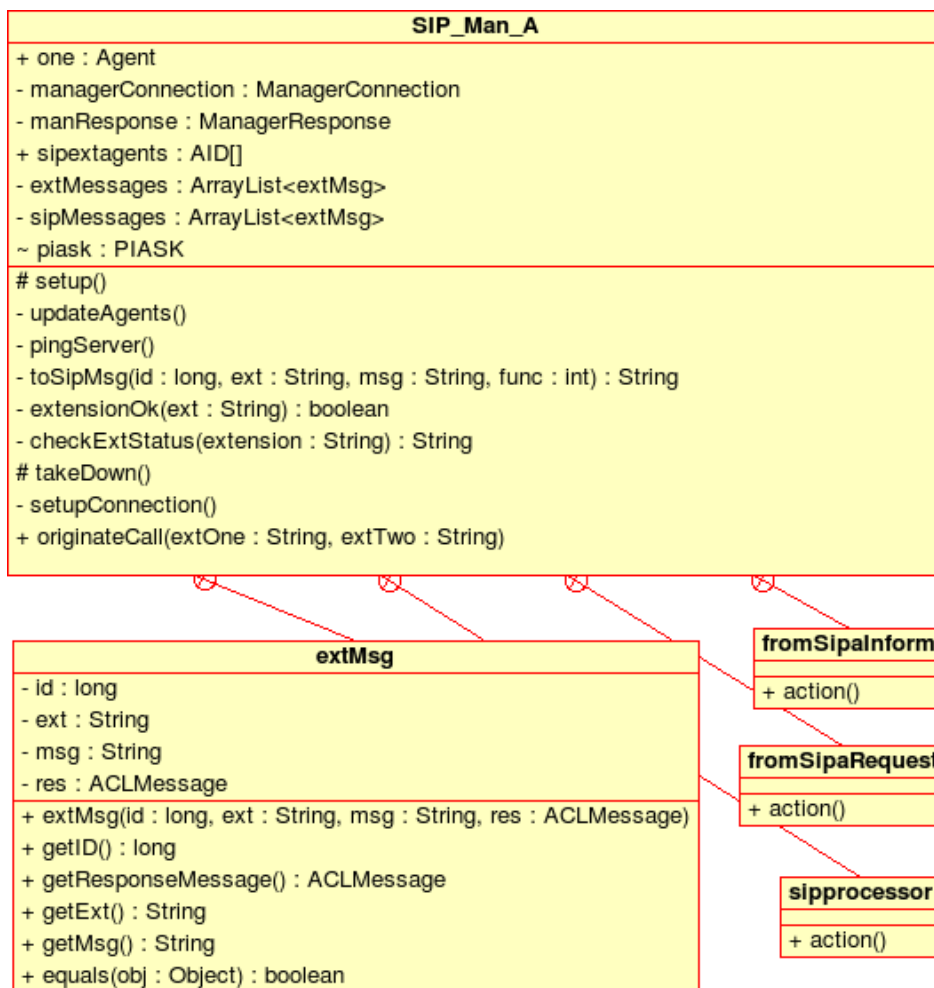 SIP_Man_A
+ one : Agent
- managerConnection : ManagerConnection
- manResponse : ManagerResponse
+ sipextagents : AID[]
- extMessages : ArrayList<extMsg>
- sipMessages : ArrayList<extMsg>
~ piask : PIASK
# setup()
- updateAgents()
- pingServer()
- toSipMsg(id : long, ext : String, msg : String, func : int) : String
- extensionOk(ext : String) : boolean
- checkExtStatus(extension : String) : String
# takeDown()
- setupConnection()
+ originateCall(extOne : String, extTwo : String)
extMsg
- id : long
- ext : String
- msg : String
- res : ACLMessage
+ extMsg(id : long, ext : String, msg : String, res : ACLMessage)
+ getID() : long
+ getResponseMessage() : ACLMessage
+ getExt() : String
+ getMsg() : String
+ equals(obj : Object) : boolean
fromSipaInform
+ action()
fromSipaRequest
+ action()
sipprocessor
+ action()